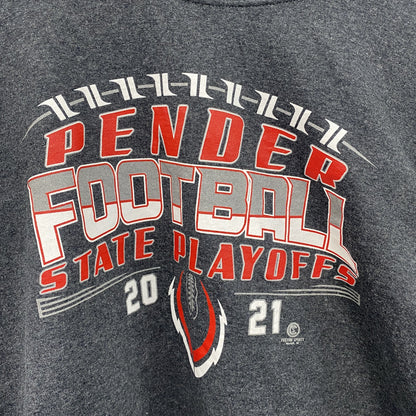 PENDER
FOOTBALL
STATE PLAYOFFS
20 21